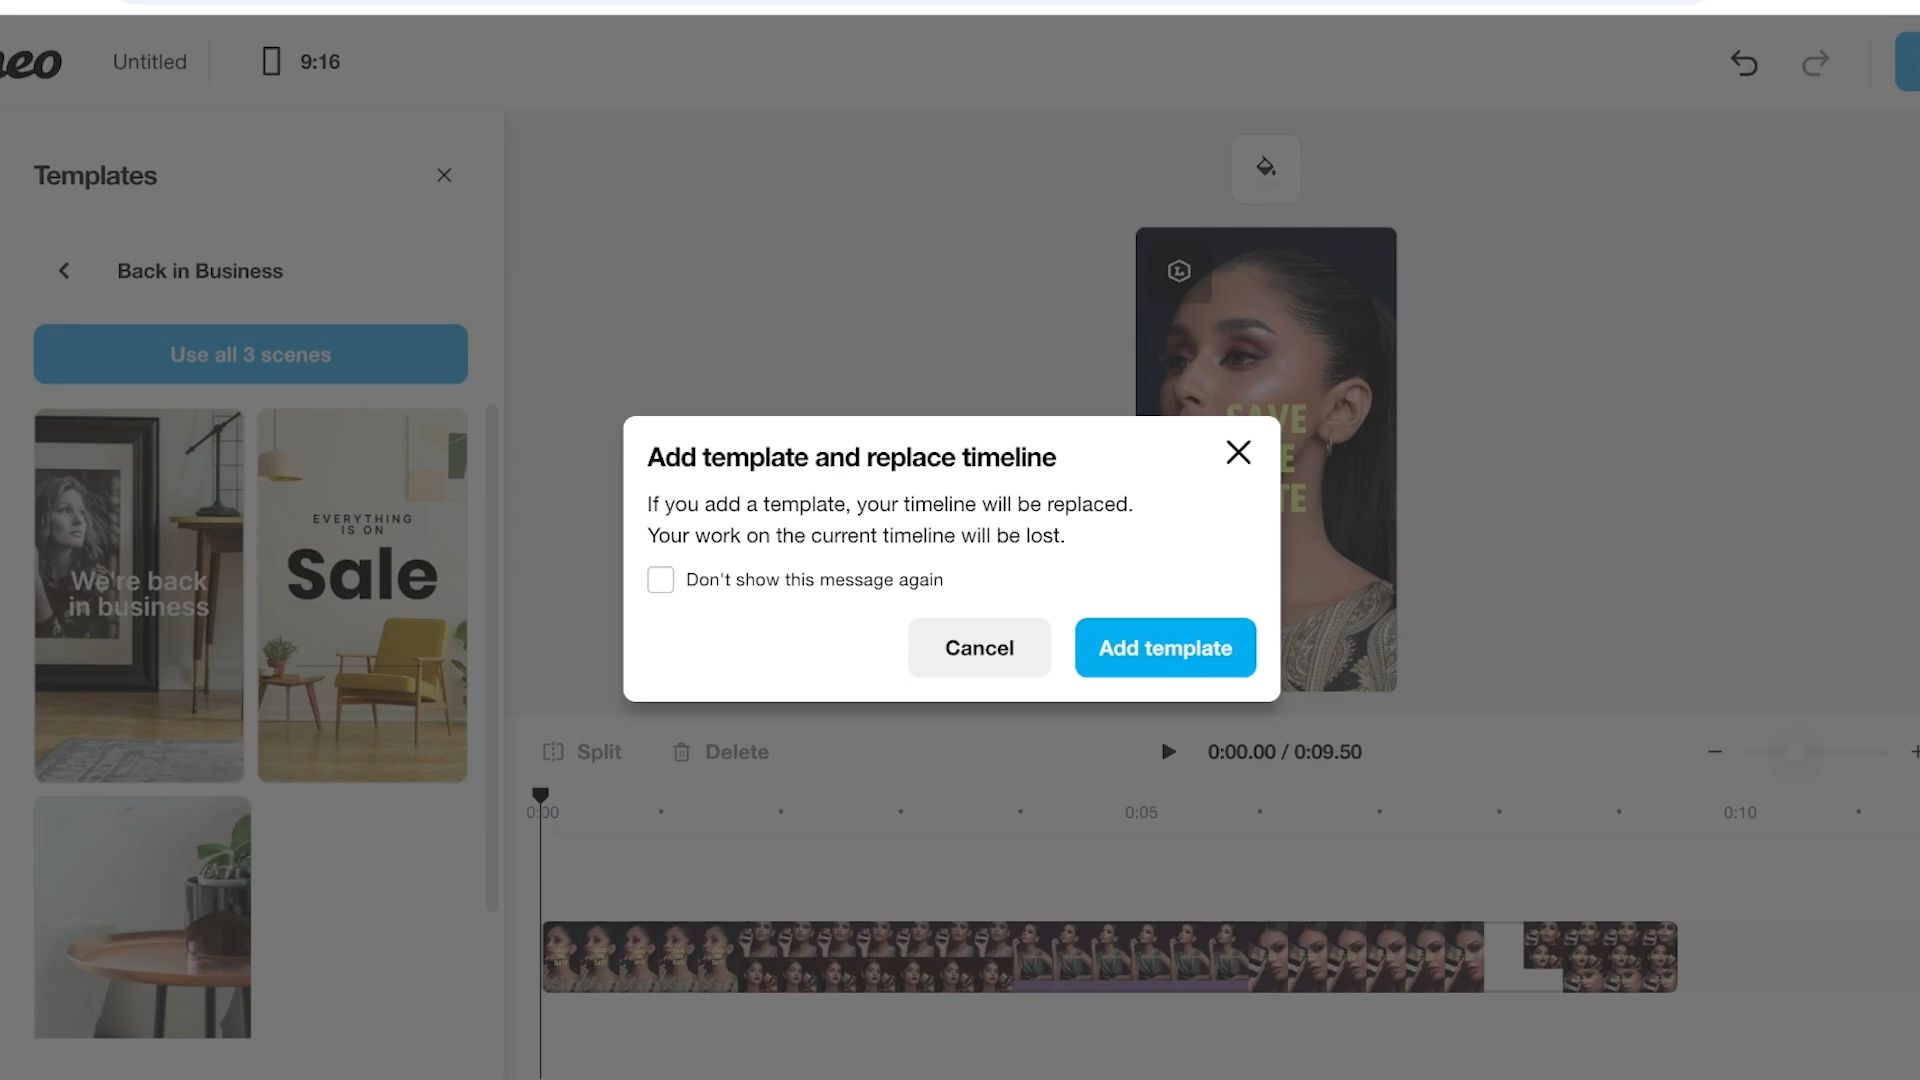 eo
Untitled
9:16
Templates
Back in Business
Use all 3 scenes
We're back
in business
EVERYTHING
IS ON
Sale
SAVE
E
TE
Add template and replace timeline
If you add a template, your timeline will be replaced.
Your work on the current timeline will be lost.
Don't show this message again
Cancel
Add template
Split
Delete
0:00.00 / 0:09.50
0:00
0:05
0:10